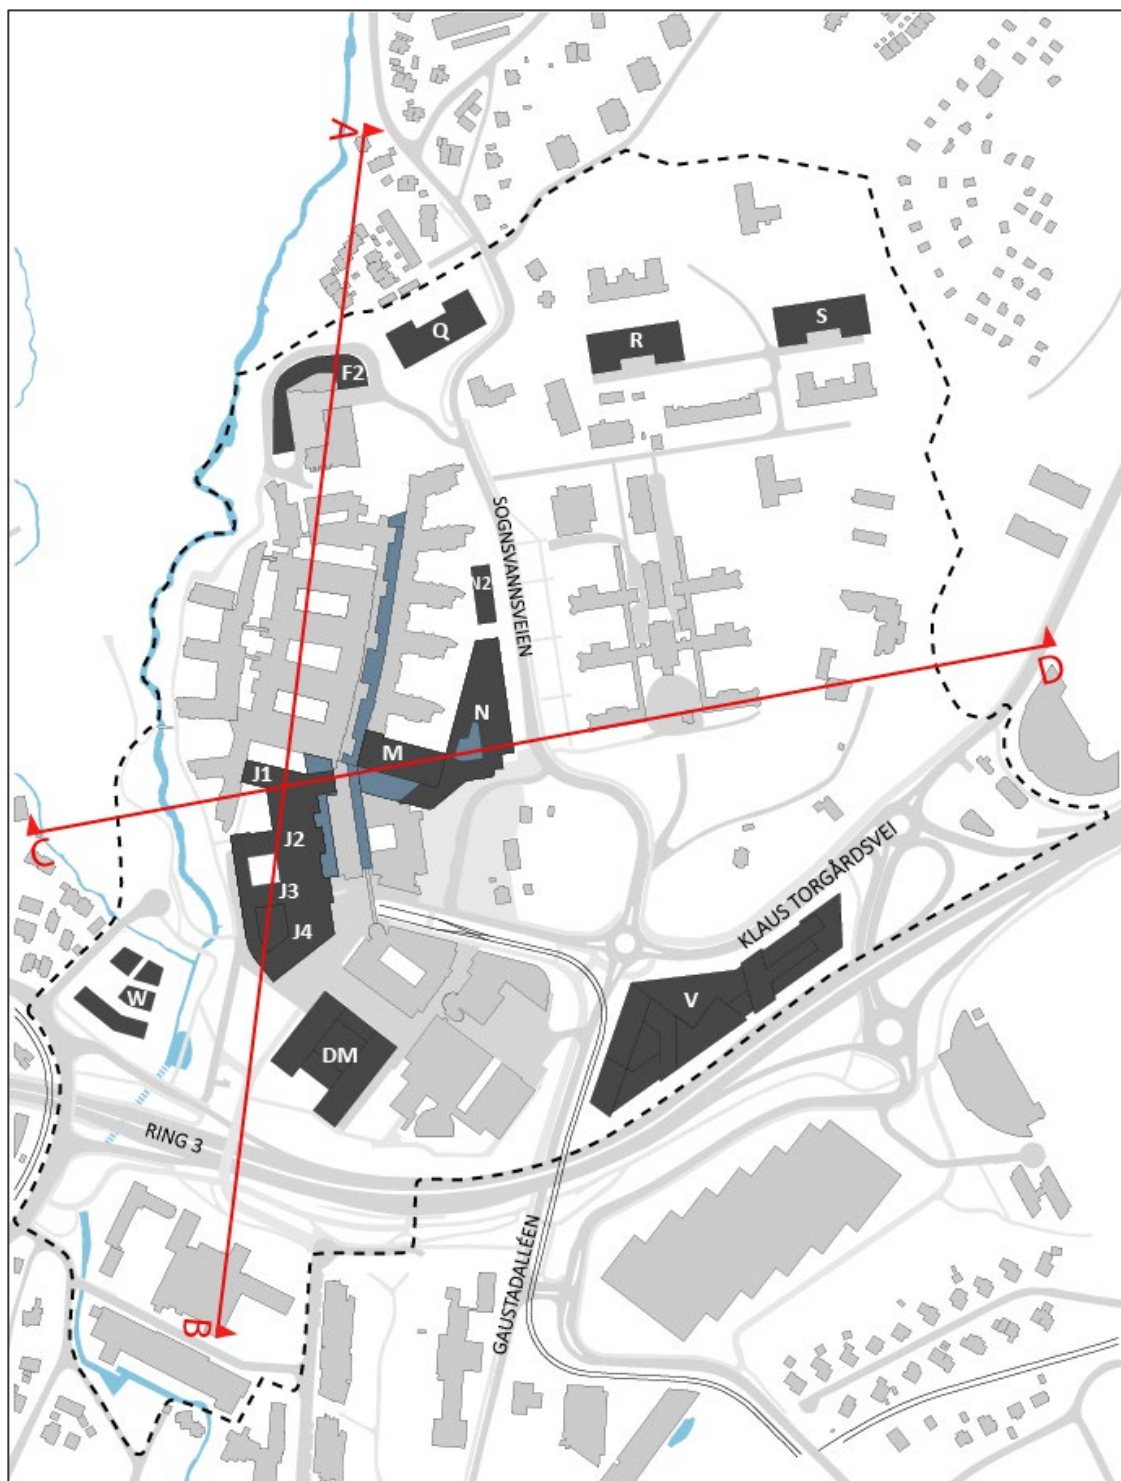 A
Q
S
R
F2
SOGNSVANNSVEIEN
N2
D
N
M
J1
C
J2
J3
J4
KLAUS TORGÅRDSVEI
W
V
DM
RING 3
B
GAUSTADALLÉEN